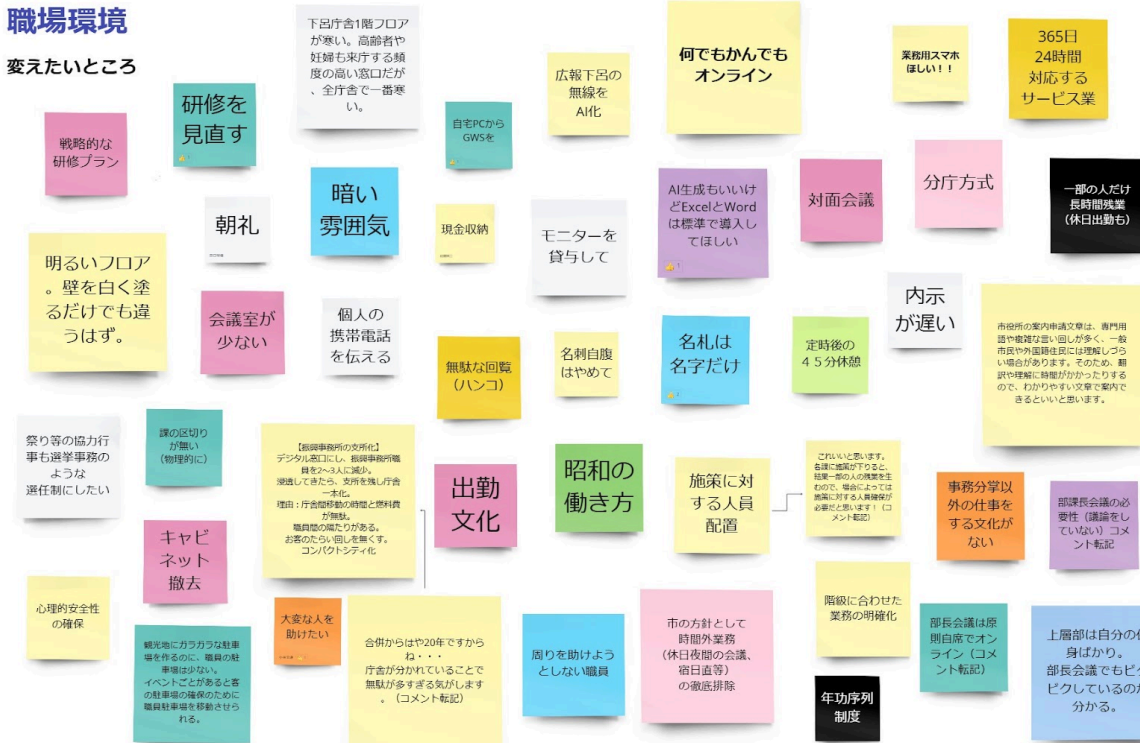 職場環境
変えたいところ
下呂庁舎1階フロア
が寒い。高齢者や
妊婦も来庁する頻
度の高い窓口だが
、全庁舎で一番寒
い。
何でもかんでも
オンライン
業務用スマホ
ほしい！！
365日
24時間
対応する
サービス業
広報下呂の
無線を
AI化
研修を
見直す
自宅PCから
GWSを
戦略的な
研修プラン
暗い
雰囲気
AI生成もいいけ
どExcelとWord
は標準で導入し
てほしい
対面会議
分庁方式
一部の人だけ
長時間残業
（休日出勤も）
朝礼
現金収納
モニターを
貸与して
明るいフロア
。壁を白く塗
るだけでも違
うはず。
会議室が
少ない
個人の
携帯電話
を伝える
内示
が遅い
無駄な回覧
（ハンコ）
名刺自腹
はやめて
名札は
名字だけ
定時後の
４５分休憩
市役所の案内申請文章は、専門用
語や複雑な言い回しが多く、一般
市民や外国籍住民には理解しづら
い場合があります。そのため、翻
訳や理解に時間がかかったりする
ので、わかりやすい文章で案内で
きるといいと思います。
祭り等の協力行
事も選挙事務の
ような
選任制にしたい
課の区切り
が無い
（物理的に）
【振興事務所の支所化】
デジタル窓口にし、振興事務所職
員を2～3人に減少。
浸透してきたら、支所を残し庁舎
一本化。
理由：庁舎間移動の時間と燃料費
が無駄。
職員間の隔たりがある。
お客のたらい回しを無くす。
コンパクトシティ化
出勤
文化
昭和の
働き方
施策に対
する人員
配置
これいいと思います。
各課に施策が下りると、
結果一部の人の残業を生
むので、場合によっては
施策に対する人員確保が
必要だと思います！（コ
メント転記）
事務分掌以
外の仕事を
する文化が
ない
部課長会議の必
要性（議論をし
ていない）コメ
ント転記
キャビ
ネット
撤去
心理的安全性
の確保
大変な人を
助けたい
観光地にガラガラな駐車
場を作るのに、職員の駐
車場は少ない。
イベントごとがあると客
の駐車場の確保のために
職員駐車場を移動させら
れる。
合併からはや20年ですから
ね・・・
庁舎が分かれていることで
無駄が多すぎる気がします
。（コメント転記）
周りを助けよう
としない職員
市の方針として
時間外業務
（休日夜間の会議、
宿日直等）
の徹底排除
階級に合わせた
業務の明確化
部長会議は原
則自席でオン
ライン（コメ
ント転記）
年功序列
制度
上層部は自分の保
身ばかり。
部長会議でもビク
ビクしているのが
分かる。